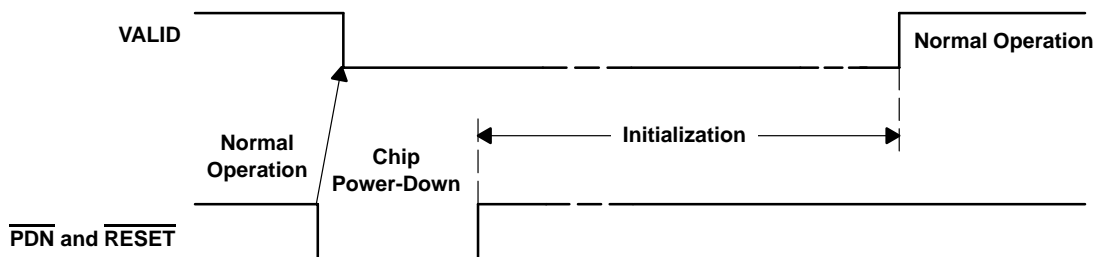 VALID
Normal Operation
Normal
Operation
Chip
Power-Down
Initialization
PDN and RESET